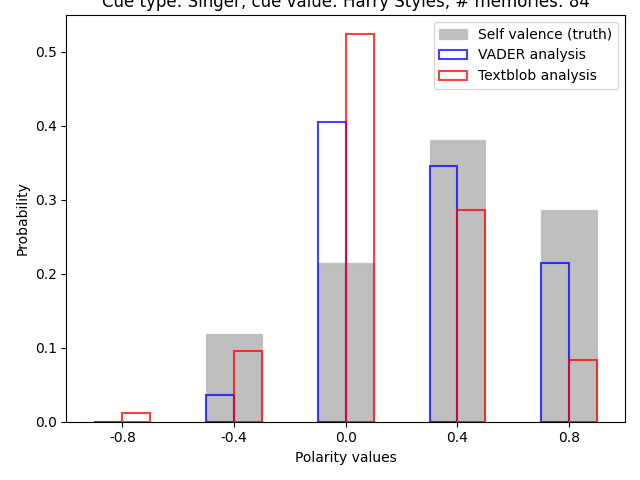 Cue type: Singer, cue value: Harry Styles, # memories: 84
Self valence (truth)
VADER analysis
Textblob analysis
0.5
0.4
0.3
0.2
0.1
0.0
Probability
-0.8 -0.4 0.0 0.4 0.8
Polarity values